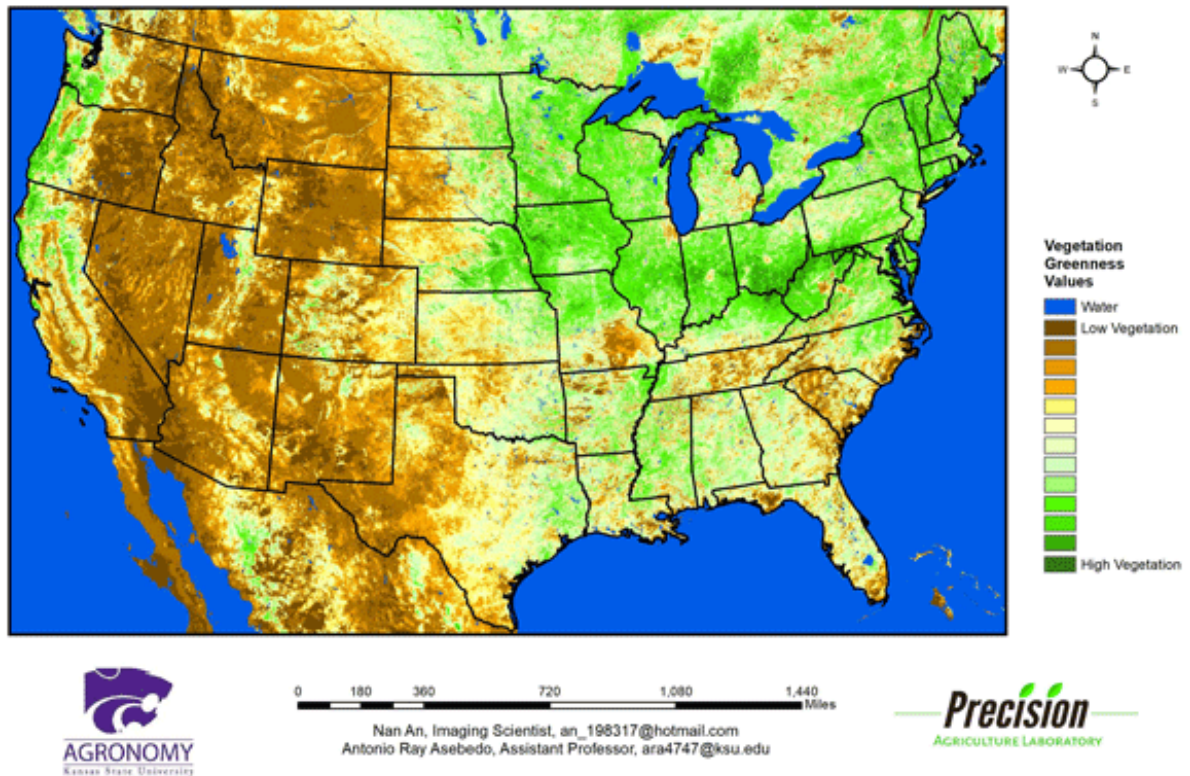 N
W
E
S
Vegetation
Greenness
Values
Water
Low Vegetation
High Vegetation
0 180 360 720 1,080 1,440
Miles
Nan An, Imaging Scientist, an_198317@hotmail.com
Antonio Ray Asebedo, Assistant Professor, ara4747@ksu.edu
AGRONOMY
Kansas State University
Precision
AGRICULTURE LABORATORY